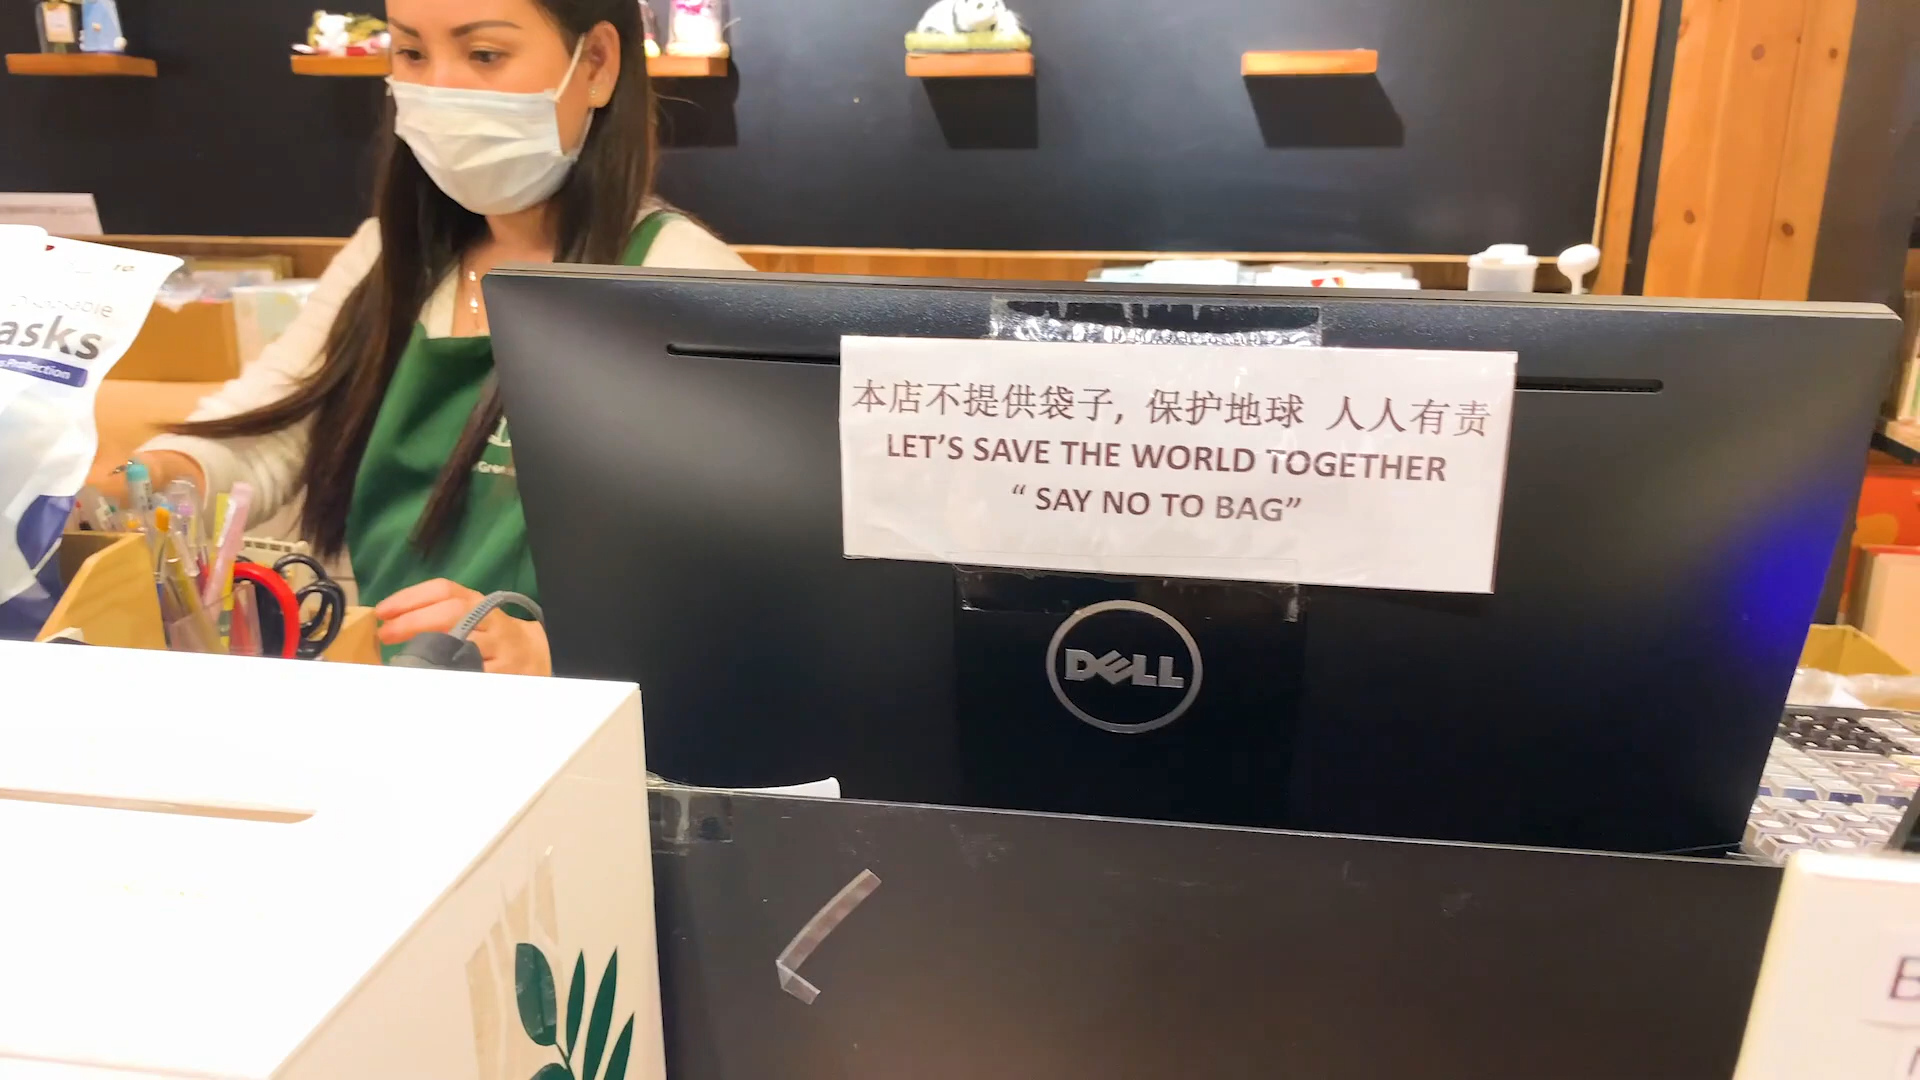 asks
Protection
本店不提供袋子, 保护地球 人人有责
LET'S SAVE THE WORLD TOGETHER
“ SAY NO TO BAG”
DELL